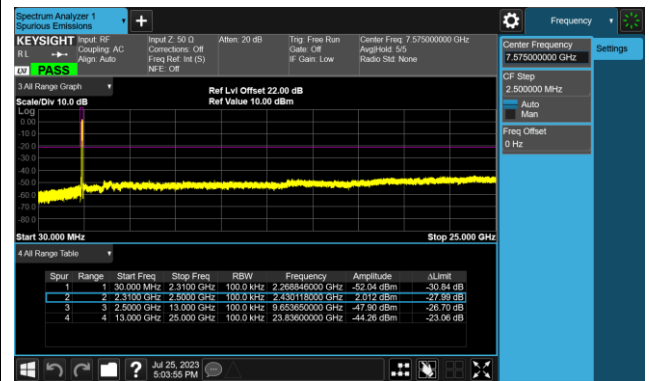 Spectrum Analyzer 1
Spurious Emissions
Frequency
KEYSIGHT Input: RF Input Z: 50 Ω Atten: 20 dB Trig: Free Run Center Freq: 7.575000000 GHz
RL Coupling: AC Corrections: Off Gate: Off Avg|Hold: 5/5
Align: Auto Freq Ref: Int (S) IF Gain: Low Radio Std: None
NFE: Off
LXI PASS
Center Frequency
7.575000000 GHz
Settings
CF Step
2.500000 MHz
Auto
Man
Freq Offset
0 Hz
3 All Range Graph
Ref Lvl Offset 22.00 dB
Scale/Div 10.0 dB Ref Value 10.00 dBm
Log
0.00
-10.0
-20.0
-30.0
-40.0
-50.0
-60.0
-70.0
-80.0
Start 30.000 MHz Stop 25.000 GHz
4 All Range Table
Spur Range Start Freq Stop Freq RBW Frequency Amplitude ΔLimit
1 1 30.000 MHz 2.3100 GHz 100.0 kHz 2.268846000 GHz -52.04 dBm -30.84 dB
2 2 2.3100 GHz 2.5000 GHz 100.0 kHz 2.430118000 GHz 2.012 dBm -27.99 dB
3 3 2.5000 GHz 13.000 GHz 100.0 kHz 9.653650000 GHz -47.90 dBm -26.70 dB
4 4 13.000 GHz 25.000 GHz 100.0 kHz 23.83600000 GHz -44.26 dBm -23.06 dB
Jul 25, 2023
5:03:55 PM